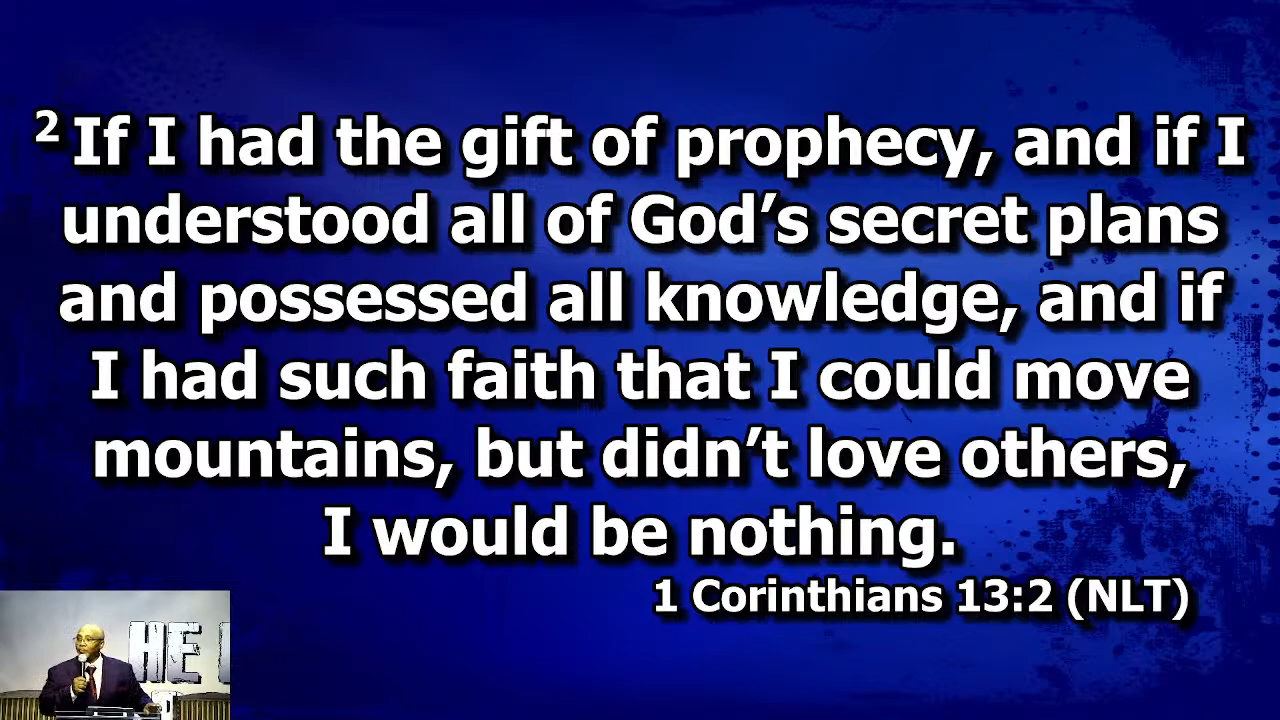 2 If I had the gift of prophecy, and if I
understood all of God’s secret plans
and possessed all knowledge, and if
I had such faith that I could move
mountains, but didn’t love others,
I would be nothing.
1 Corinthians 13:2 (NLT)
HE